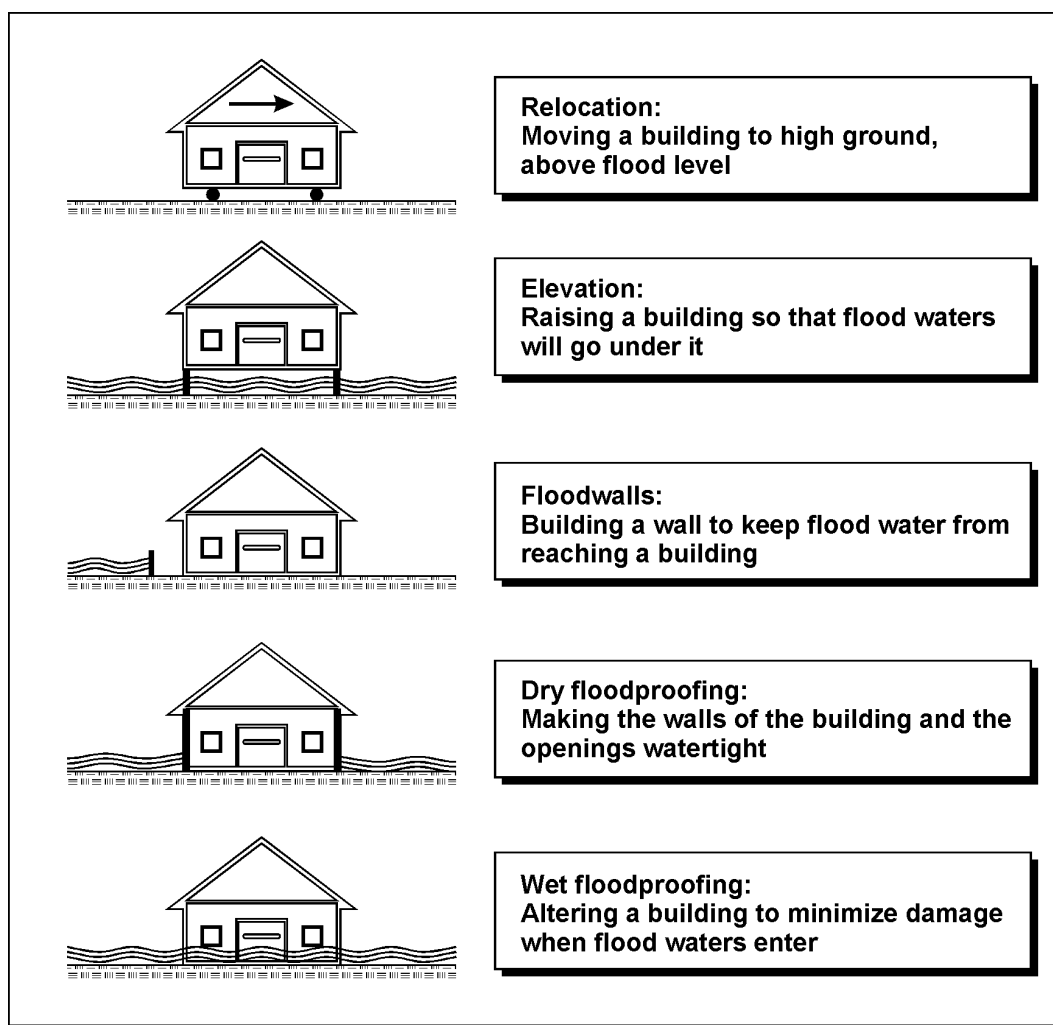 Relocation:
Moving a building to high ground,
above flood level
Elevation:
Raising a building so that flood waters
will go under it
Floodwalls:
Building a wall to keep flood water from
reaching a building
Dry floodproofing:
Making the walls of the building and the
openings watertight
Wet floodproofing:
Altering a building to minimize damage
when flood waters enter